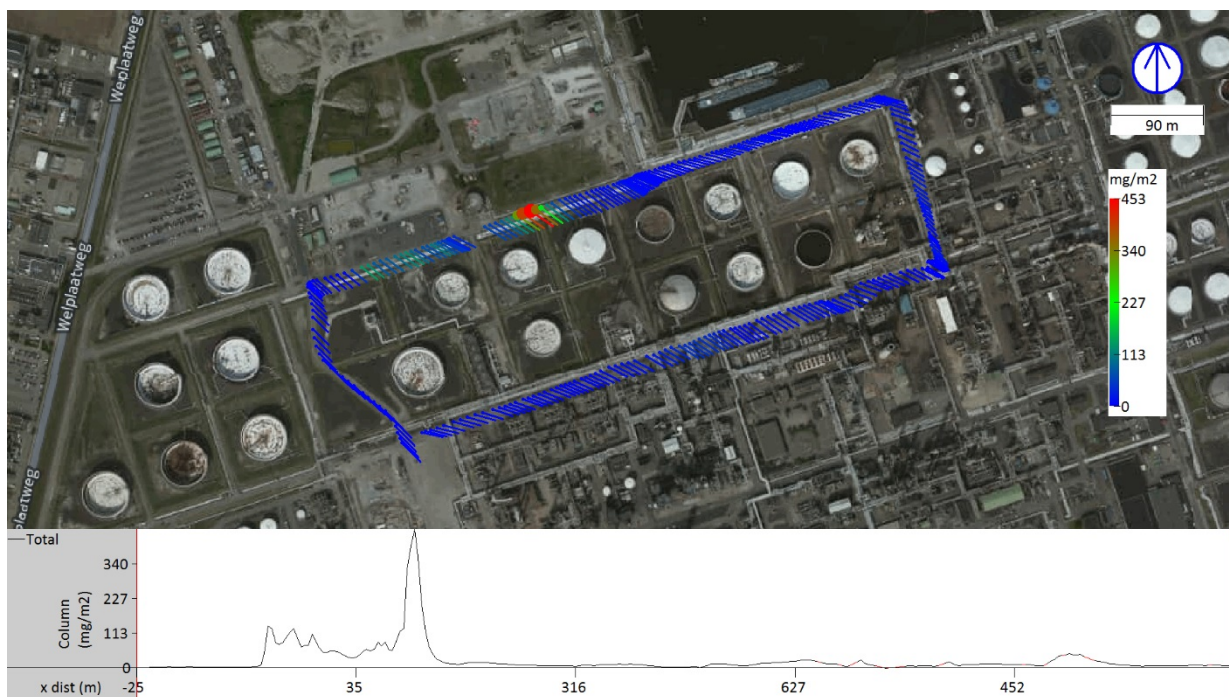 Welplaatweg
Welplaatweg
Welplaatweg
90 m
mg/m2
453
340
227
113
0
Total
340
227
113
0
Column
(mg/m2)
x dist (m)
-25
35
316
627
452